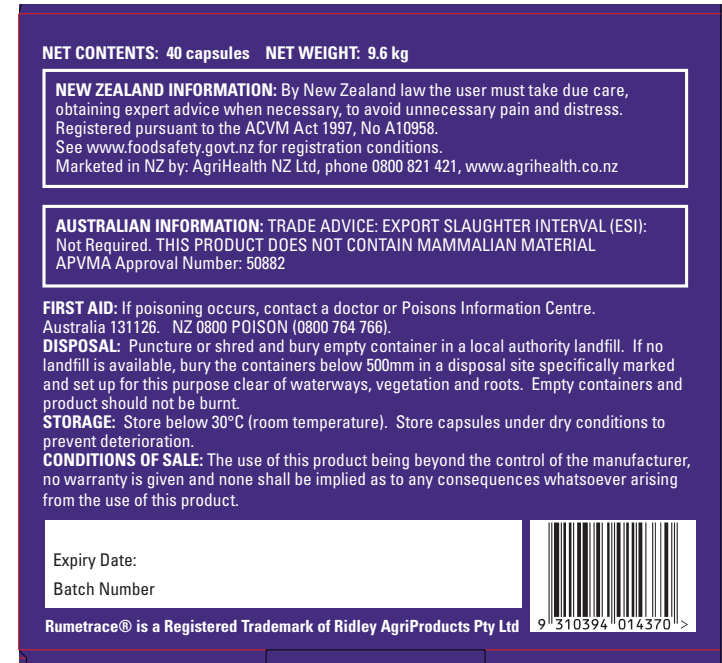 NET CONTENTS: 40 capsules NET WEIGHT: 9.6 kg
NEW ZEALAND INFORMATION: By New Zealand law the user must take due care,
obtaining expert advice when necessary, to avoid unnecessary pain and distress.
Registered pursuant to the ACVM Act 1997, No A10958.
See www.foodsafety.govt.nz for registration conditions.
Marketed in NZ by: AgriHealth NZ Ltd, phone 0800 821 421, www.agrihealth.co.nz
AUSTRALIAN INFORMATION: TRADE ADVICE: EXPORT SLAUGHTER INTERVAL (ESI):
Not Required. THIS PRODUCT DOES NOT CONTAIN MAMMALIAN MATERIAL
APVMA Approval Number: 50882
FIRST AID: If poisoning occurs, contact a doctor or Poisons Information Centre.
Australia 131126. NZ 0800 POISON (0800 764 766).
DISPOSAL: Puncture or shred and bury empty container in a local authority landfill. If no
landfill is available, bury the containers below 500mm in a disposal site specifically marked
and set up for this purpose clear of waterways, vegetation and roots. Empty containers and
product should not be burnt.
STORAGE: Store below 30°C (room temperature). Store capsules under dry conditions to
prevent deterioration.
CONDITIONS OF SALE: The use of this product being beyond the control of the manufacturer,
no warranty is given and none shall be implied as to any consequences whatsoever arising
from the use of this product.
Expiry Date:
Batch Number
Rumetrace® is a Registered Trademark of Ridley AgriProducts Pty Ltd
9 310394 014370 >